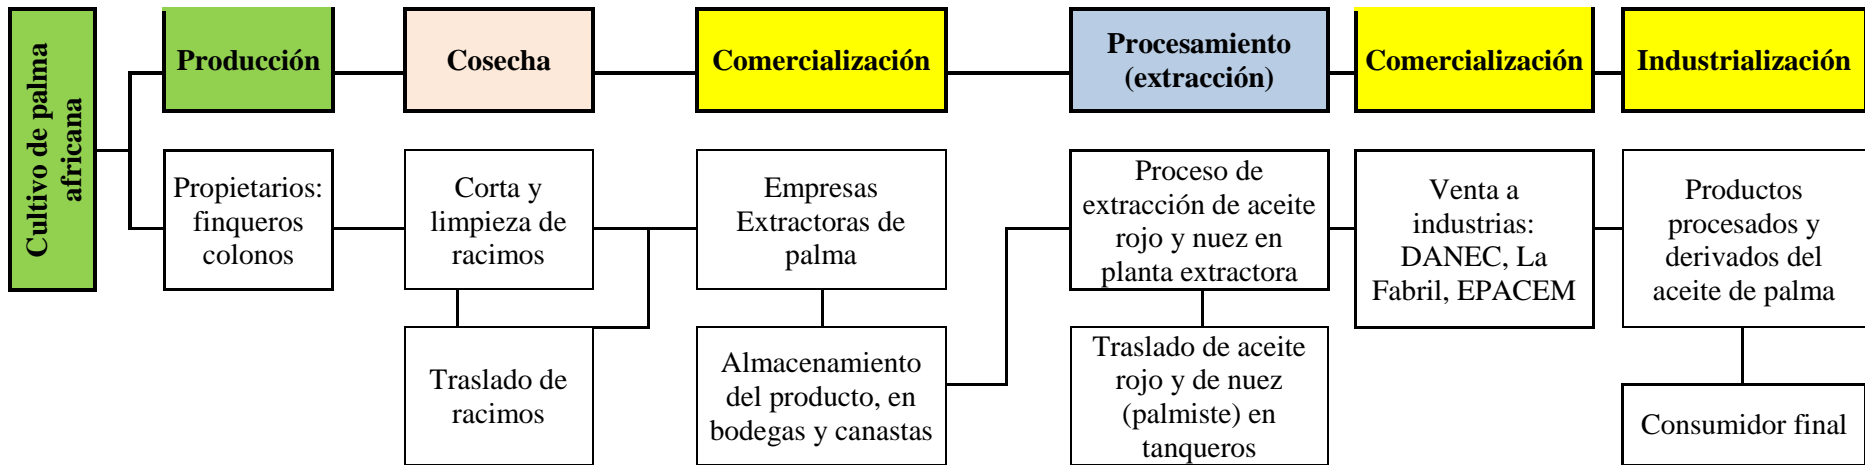 Cultivo de palma
africana
Producción
Cosecha
Comercialización
Procesamiento
(extracción)
Comercialización
Industrialización
Propietarios:
finqueros
colonos
Corta y
limpieza de
racimos
Empresas
Extractoras de
palma
Proceso de
extracción de aceite
rojo y nuez en
planta extractora
Venta a
industrias:
DANEC, La
Fabril, EPACEM
Productos
procesados y
derivados del
aceite de palma
Traslado de
racimos
Almacenamiento
del producto, en
bodegas y canastas
Traslado de aceite
rojo y de nuez
(palmiste) en
tanqueros
Consumidor final